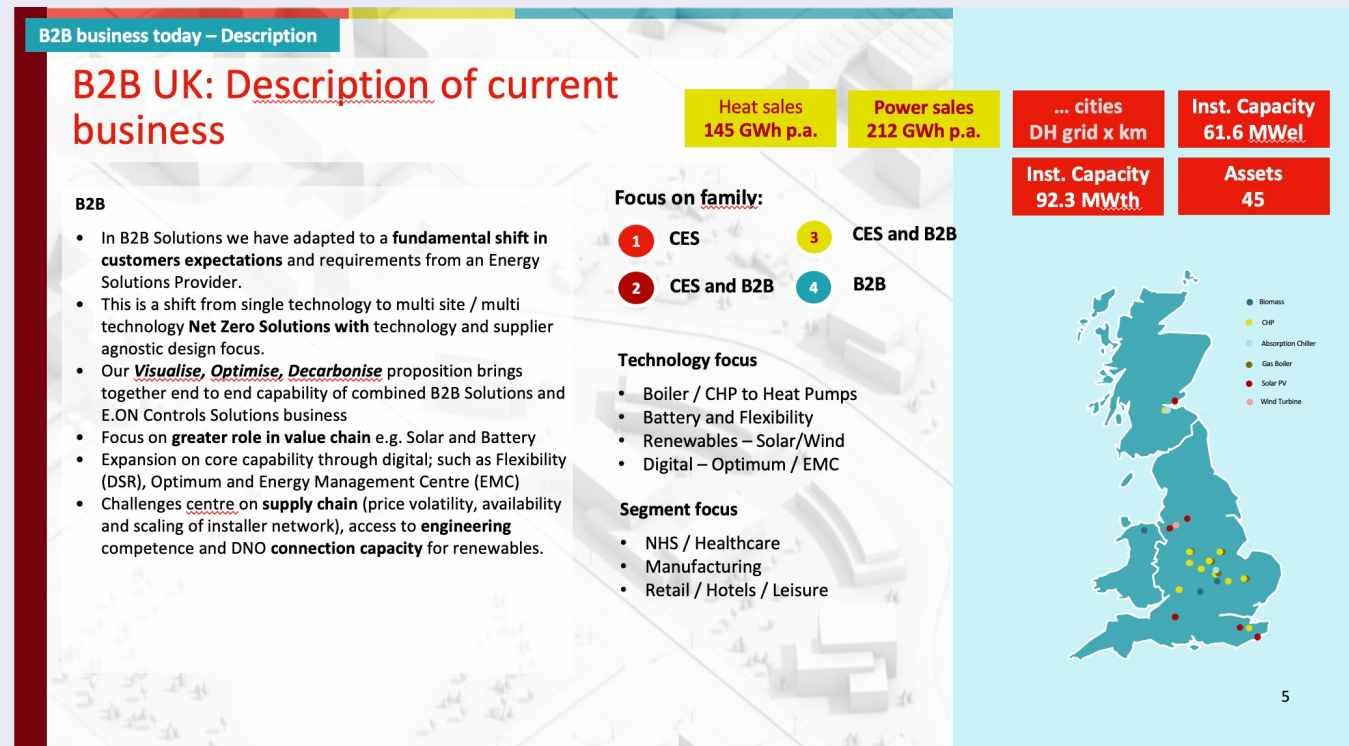 B2B business today – Description
B2B UK: Description of current
business
Heat sales
145 GWh p.a.
Power sales
212 GWh p.a.
... cities
DH grid x km
Inst. Capacity
61.6 MWel
Inst. Capacity
92.3 MWth
Assets
45
B2B
• In B2B Solutions we have adapted to a fundamental shift in
customers expectations and requirements from an Energy
Solutions Provider.
• This is a shift from single technology to multi site / multi
technology Net Zero Solutions with technology and supplier
agnostic design focus.
• Our Visualise, Optimise, Decarbonise proposition brings
together end to end capability of combined B2B Solutions and
E.ON Controls Solutions business
• Focus on greater role in value chain e.g. Solar and Battery
• Expansion on core capability through digital; such as Flexibility
(DSR), Optimum and Energy Management Centre (EMC)
• Challenges centre on supply chain (price volatility, availability
and scaling of installer network), access to engineering
competence and DNO connection capacity for renewables.
Focus on family:
1 CES
2 CES and B2B
3 CES and B2B
4 B2B
Technology focus
• Boiler / CHP to Heat Pumps
• Battery and Flexibility
• Renewables – Solar/Wind
• Digital – Optimum / EMC
Segment focus
• NHS / Healthcare
• Manufacturing
• Retail / Hotels / Leisure
Biomass
CHP
Absorption Chiller
Gas Boiler
Solar PV
Wind Turbine
5